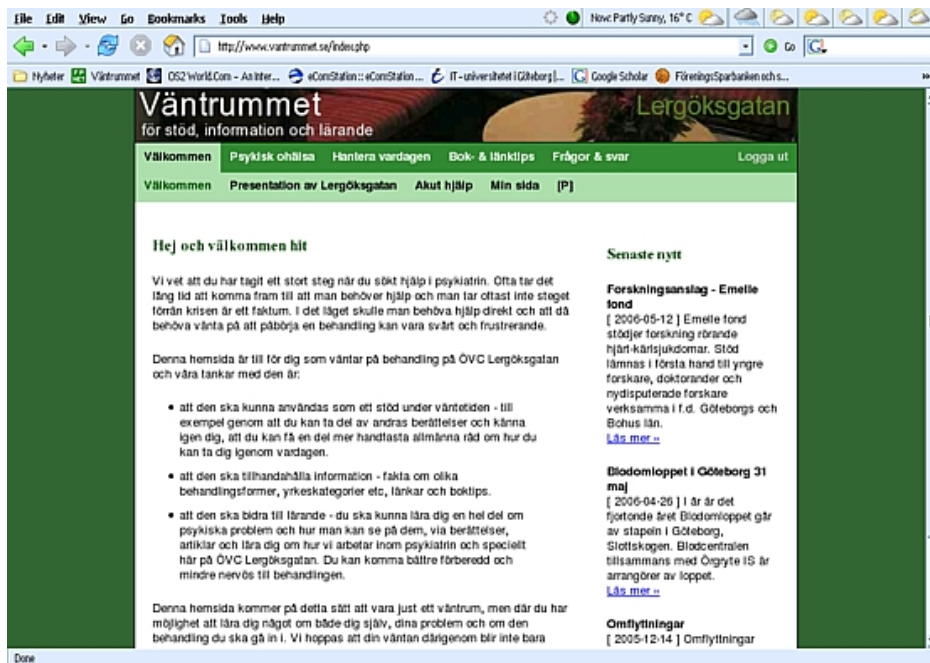 File Edit View Go Bookmarks Tools Help
Now: Partly Sunny, 16° C
http://www.vantrummet.se/index.php
Go
Nyheter Väntrummet OS2 World.Com - An Inter... eComStation :: eComStation ... IT-universitetet i Göteborg |... Google Scholar FöreningsSparbanken och s...
Väntrummet
Lergöksgatan
för stöd, information och lärande
Välkommen Psykisk ohälsa Hantera vardagen Bok- & länktips Frågor & svar Logga ut
Välkommen Presentation av Lergöksgatan Akut hjälp Min sida [P]
Hej och välkommen hit
Vi vet att du har tagit ett stort steg när du sökt hjälp i psykiatrin. Ofta tar det
lång tid att komma fram till att man behöver hjälp och man tar oftast inte steget
förrän krisen är ett faktum. I det läget skulle man behöva hjälp direkt och att då
behöva vänta på att påbörja en behandling kan vara svårt och frustrerande.
Denna hemsida är till för dig som väntar på behandling på ÖVC Lergöksgatan
och våra tankar med den är:
• att den ska kunna användas som ett stöd under väntetiden - till
exempel genom att du kan ta del av andras berättelser och känna
igen dig, att du kan få en del mer handfasta allmänna råd om hur du
kan ta dig igenom vardagen.
• att den ska tillhandahålla information - fakta om olika
behandlingsformer, yrkeskategorier etc, länkar och boktips.
• att den ska bidra till lärande - du ska kunna lära dig en hel del om
psykiska problem och hur man kan se på dem, via berättelser,
artiklar och lära dig om hur vi arbetar inom psykiatrin och speciellt
här på ÖVC Lergöksgatan. Du kan komma bättre förberedd och
mindre nervös till behandlingen.
Denna hemsida kommer på detta sätt att vara just ett väntrum, men där du har
möjlighet att lära dig något om både dig själv, dina problem och om den
behandling du ska gå in i. Vi hoppas att din väntan därigenom blir inte bara
Senaste nytt
Forskningsanslag - Emelle
fond
[ 2006-05-12 ] Emelle fond
stödjer forskning rörande
hjärt-kärlsjukdomar. Stöd
lämnas i första hand till yngre
forskare, doktorander och
nydisputerade forskare
verksamma i f.d. Göteborgs och
Bohus län.
Läs mer »
Blodomloppet i Göteborg 31
maj
[ 2006-04-26 ] I år är det
fjortonde året Blodomloppet går
av stapeln i Göteborg,
Slottskogen. Blodcentralen
tillsammans med Örgryte IS är
arrangörer av loppet.
Läs mer »
Omflyttningar
[ 2005-12-14 ] Omflyttningar
Done